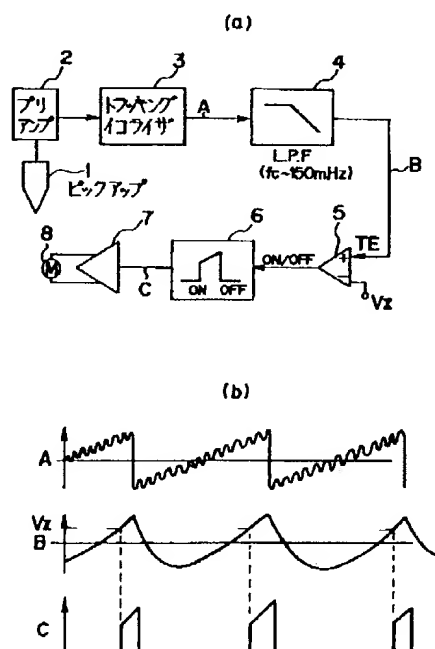 (a)
2
プリ
アンプ
3
トラッキング
イコライザ
A
4
L.P.F
(fc~150mHz)
B
1
ピックアップ
8
M
7
C
6
ON OFF
ON/OFF
5
TE
+
−
Vz
(b)
A
Vz
B
C